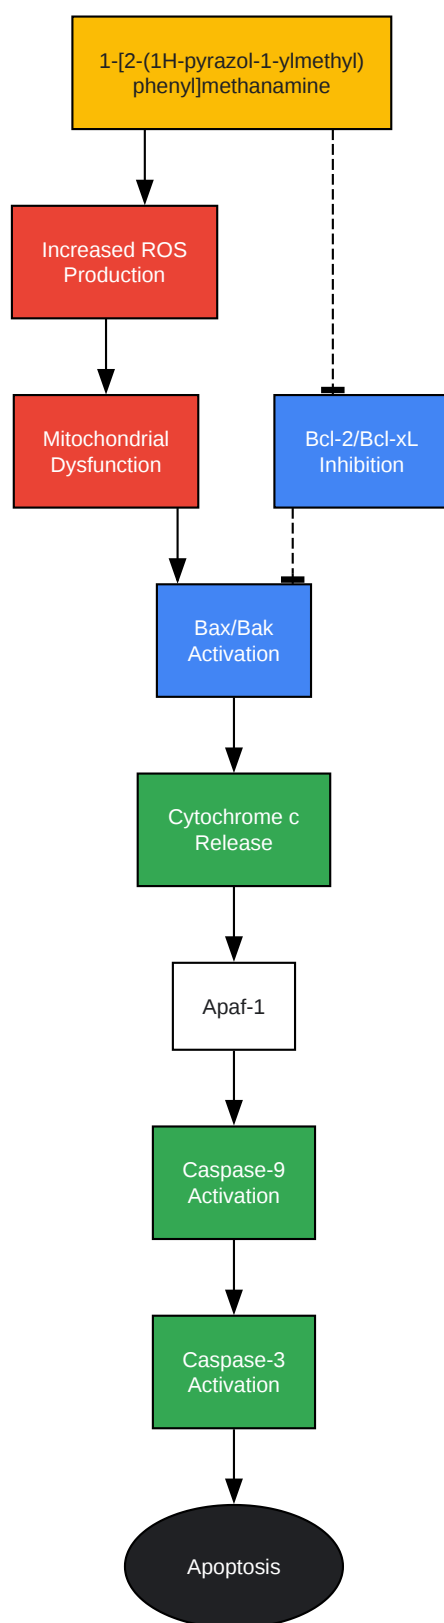 1-[2-(1H-pyrazol-1-ylmethyl)
phenyl]methanamine
Increased ROS
Production
Mitochondrial
Dysfunction
Bcl-2/Bcl-xL
Inhibition
Bax/Bak
Activation
Cytochrome c
Release
Apaf-1
Caspase-9
Activation
Caspase-3
Activation
Apoptosis